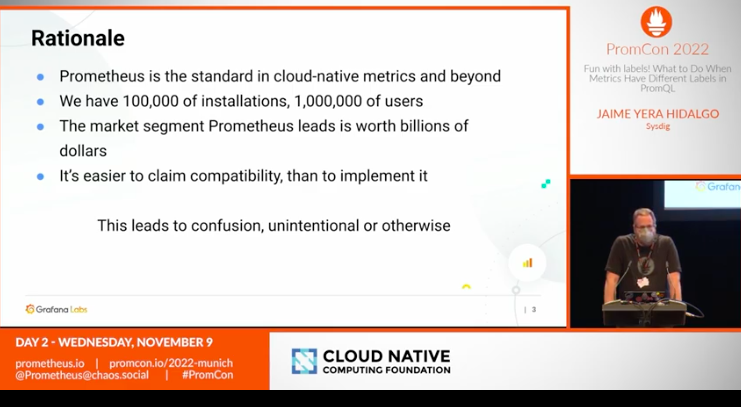 Rationale
Prometheus is the standard in cloud-native metrics and beyond
We have 100,000 of installations, 1,000,000 of users
The market segment Prometheus leads is worth billions of
dollars
It's easier to claim compatibility, than to implement it
This leads to confusion, unintentional or otherwise
Grafana Labs
| 3
PromCon 2022
Fun with labels! What to Do When
Metrics Have Different Labels in
PromQL
JAIME YERA HIDALGO
Sysdig
Grafan
DAY 2 - WEDNESDAY, NOVEMBER 9
prometheus.io | promcon.io/2022-munich
@Prometheus@chaos.social | #PromCon
CLOUD NATIVE
COMPUTING FOUNDATION